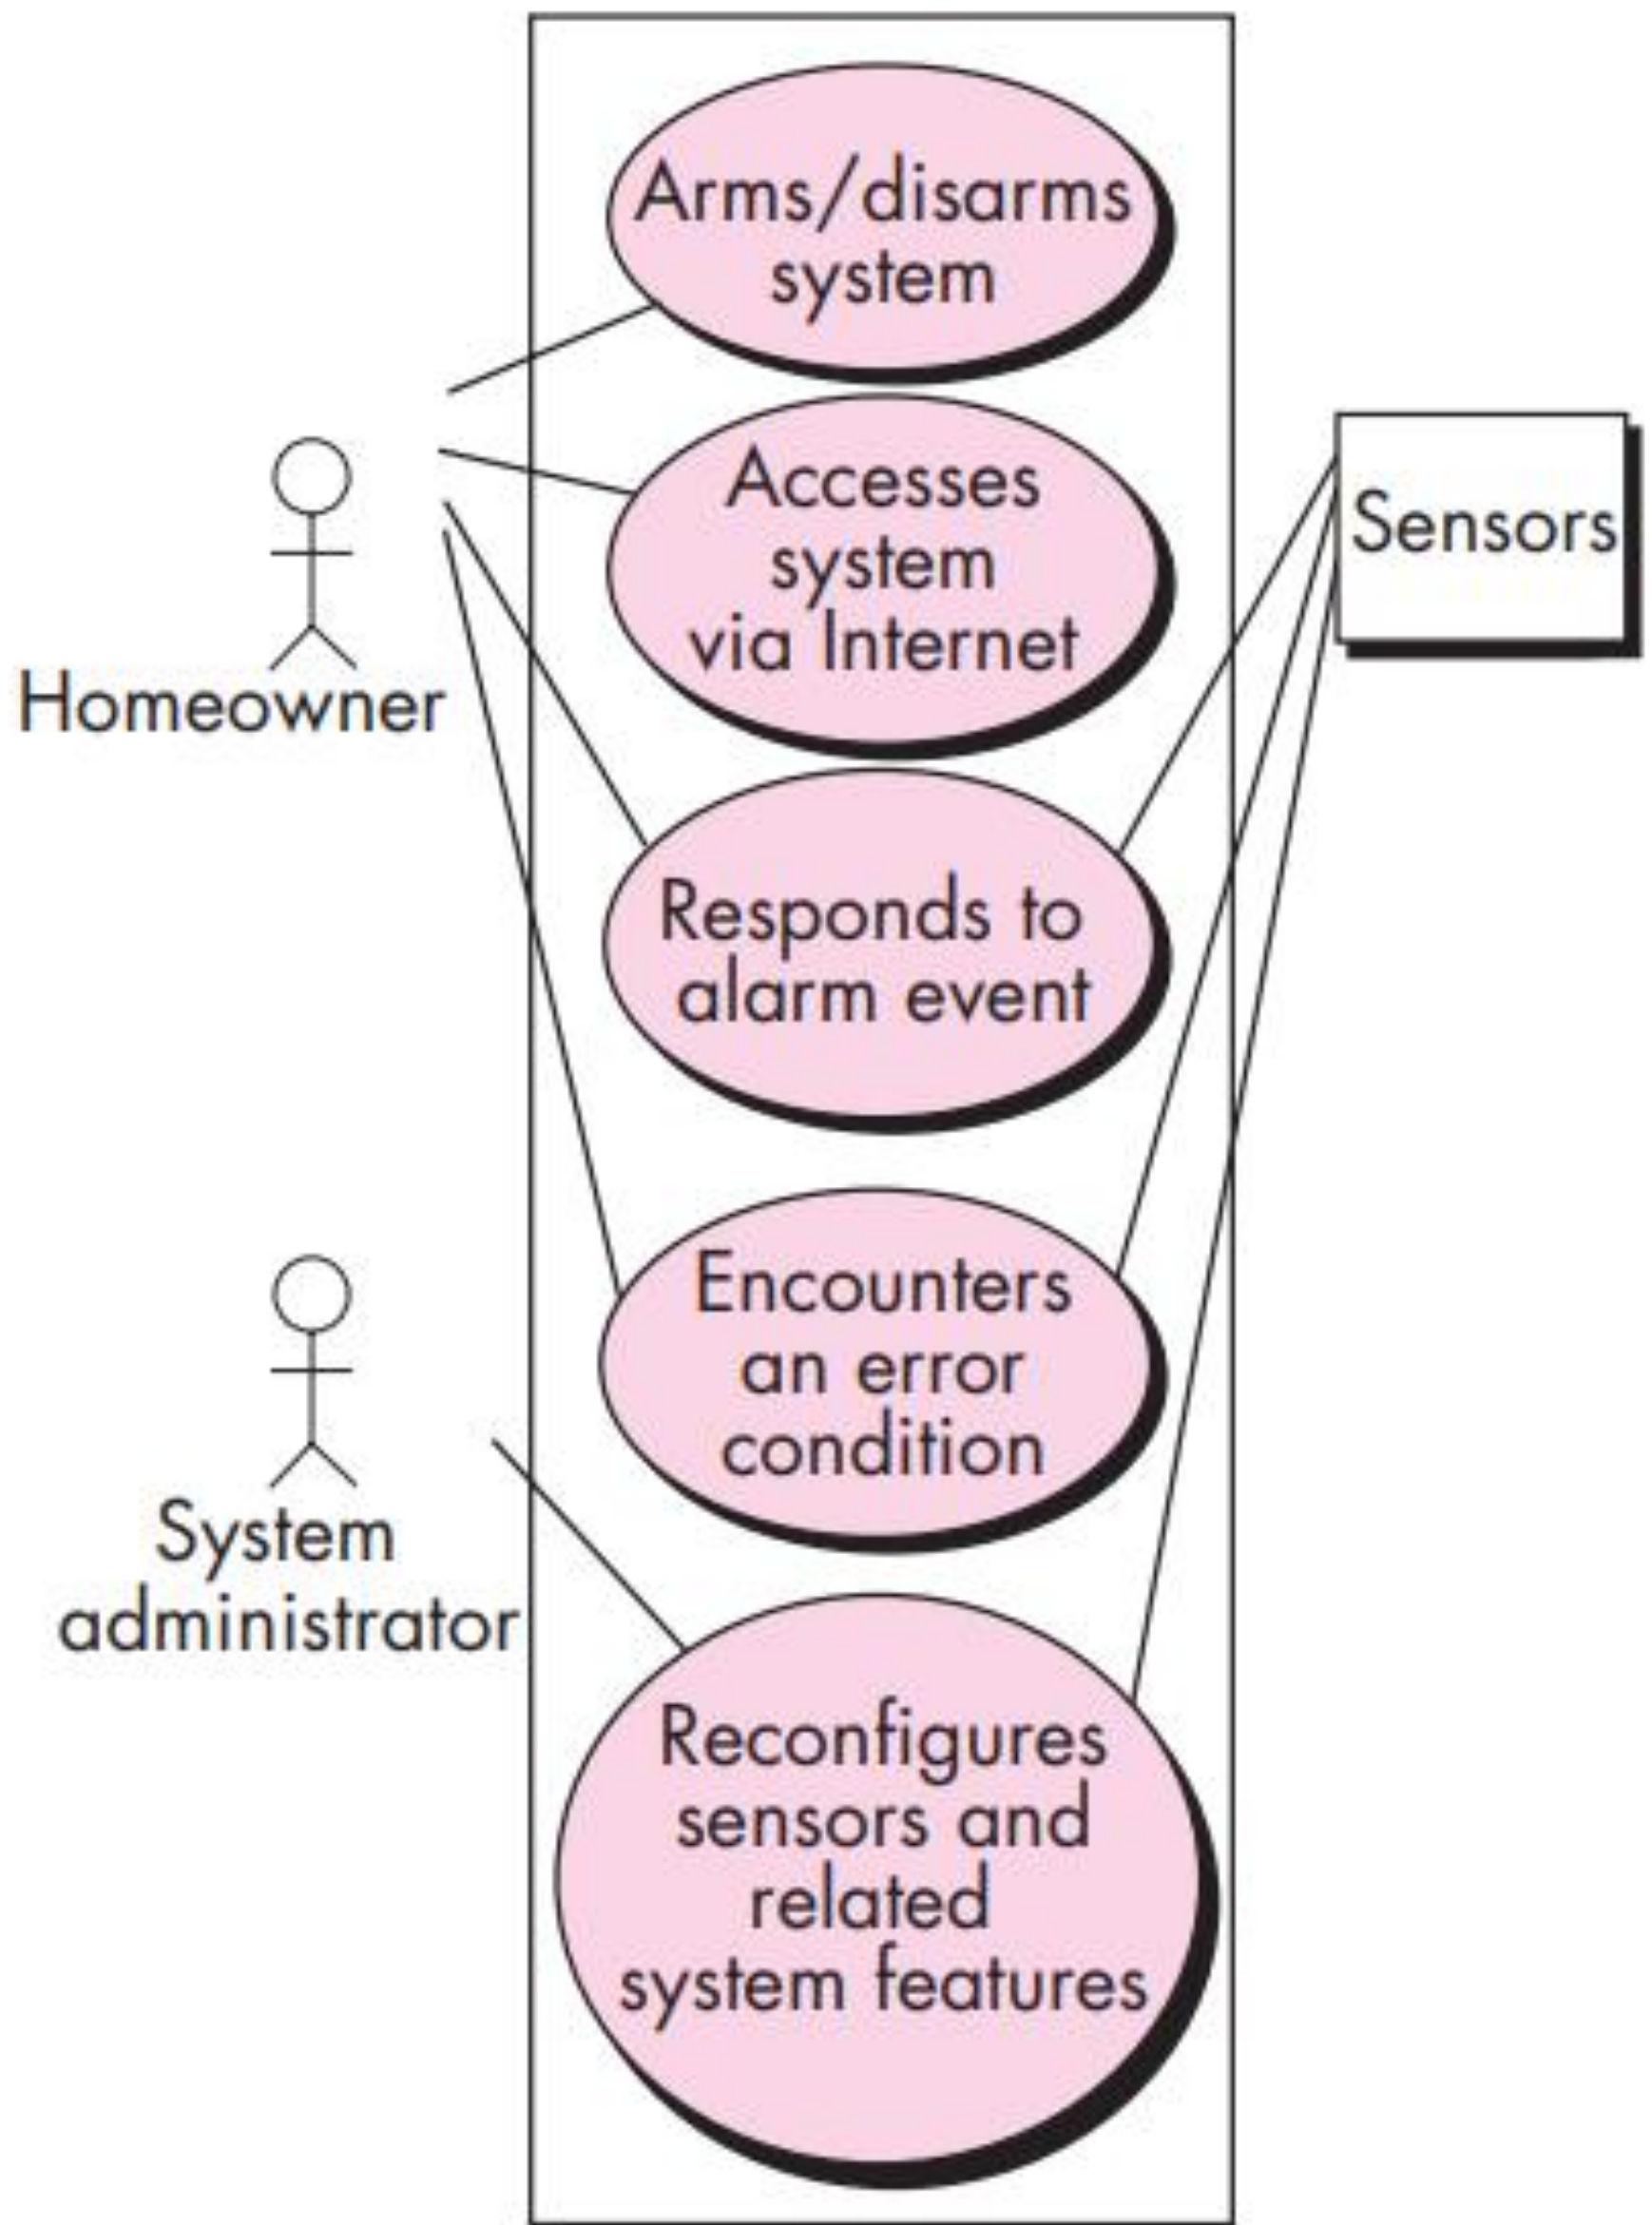 Arms/disarms
system
Accesses
system
via Internet
Sensors
Homeowner
Responds to
alarm event
Encounters
an error
condition
System
administrator
Reconfigures
sensors and
related
system features